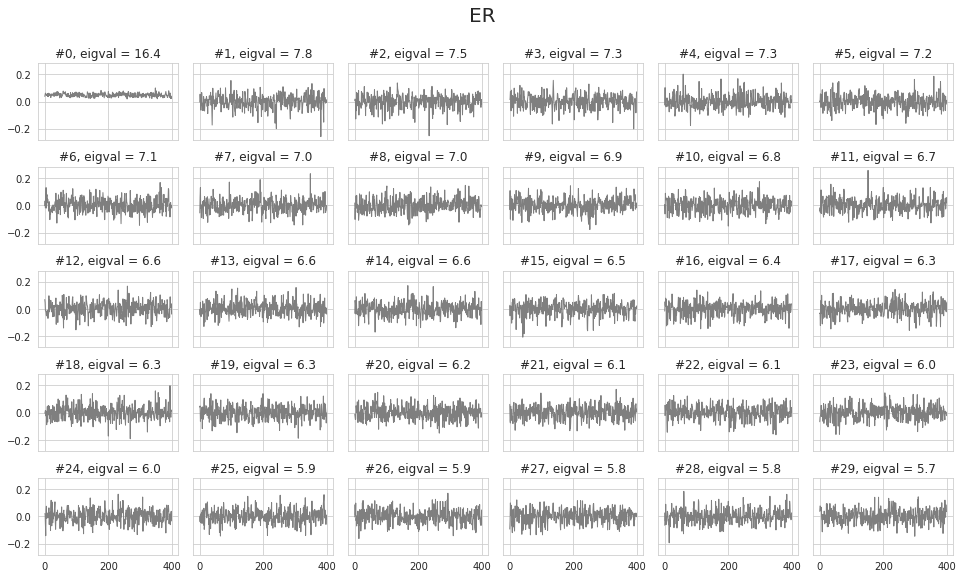 ER
#0, eigval = 16.4 #1, eigval = 7.8 #2, eigval = 7.5 #3, eigval = 7.3 #4, eigval = 7.3 #5, eigval = 7.2
0.2
0.0
−0.2
#6, eigval = 7.1 #7, eigval = 7.0 #8, eigval = 7.0 #9, eigval = 6.9 #10, eigval = 6.8 #11, eigval = 6.7
0.2
0.0
−0.2
#12, eigval = 6.6 #13, eigval = 6.6 #14, eigval = 6.6 #15, eigval = 6.5 #16, eigval = 6.4 #17, eigval = 6.3
0.2
0.0
−0.2
#18, eigval = 6.3 #19, eigval = 6.3 #20, eigval = 6.2 #21, eigval = 6.1 #22, eigval = 6.1 #23, eigval = 6.0
0.2
0.0
−0.2
#24, eigval = 6.0 #25, eigval = 5.9 #26, eigval = 5.9 #27, eigval = 5.8 #28, eigval = 5.8 #29, eigval = 5.7
0.2
0.0
−0.2
0 200 400 0 200 400 0 200 400 0 200 400 0 200 400 0 200 400